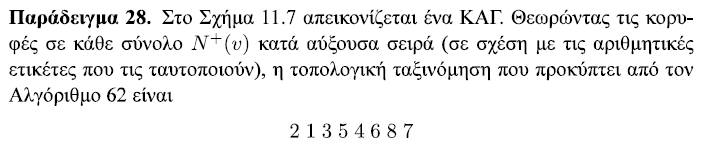 Παράδειγμα 28. Στο Σχήμα 11.7 απεικονίζεται ένα ΚΑΓ. Θεωρώντας τις κορυ-
φές σε κάθε σύνολο N⁺(v) κατά αύξουσα σειρά (σε σχέση με τις αριθμητικές
ετικέτες που τις ταυτοποιούν), η τοπολογική ταξινόμηση που προκύπτει από τον
Αλγόριθμο 62 είναι
2 1 3 5 4 6 8 7